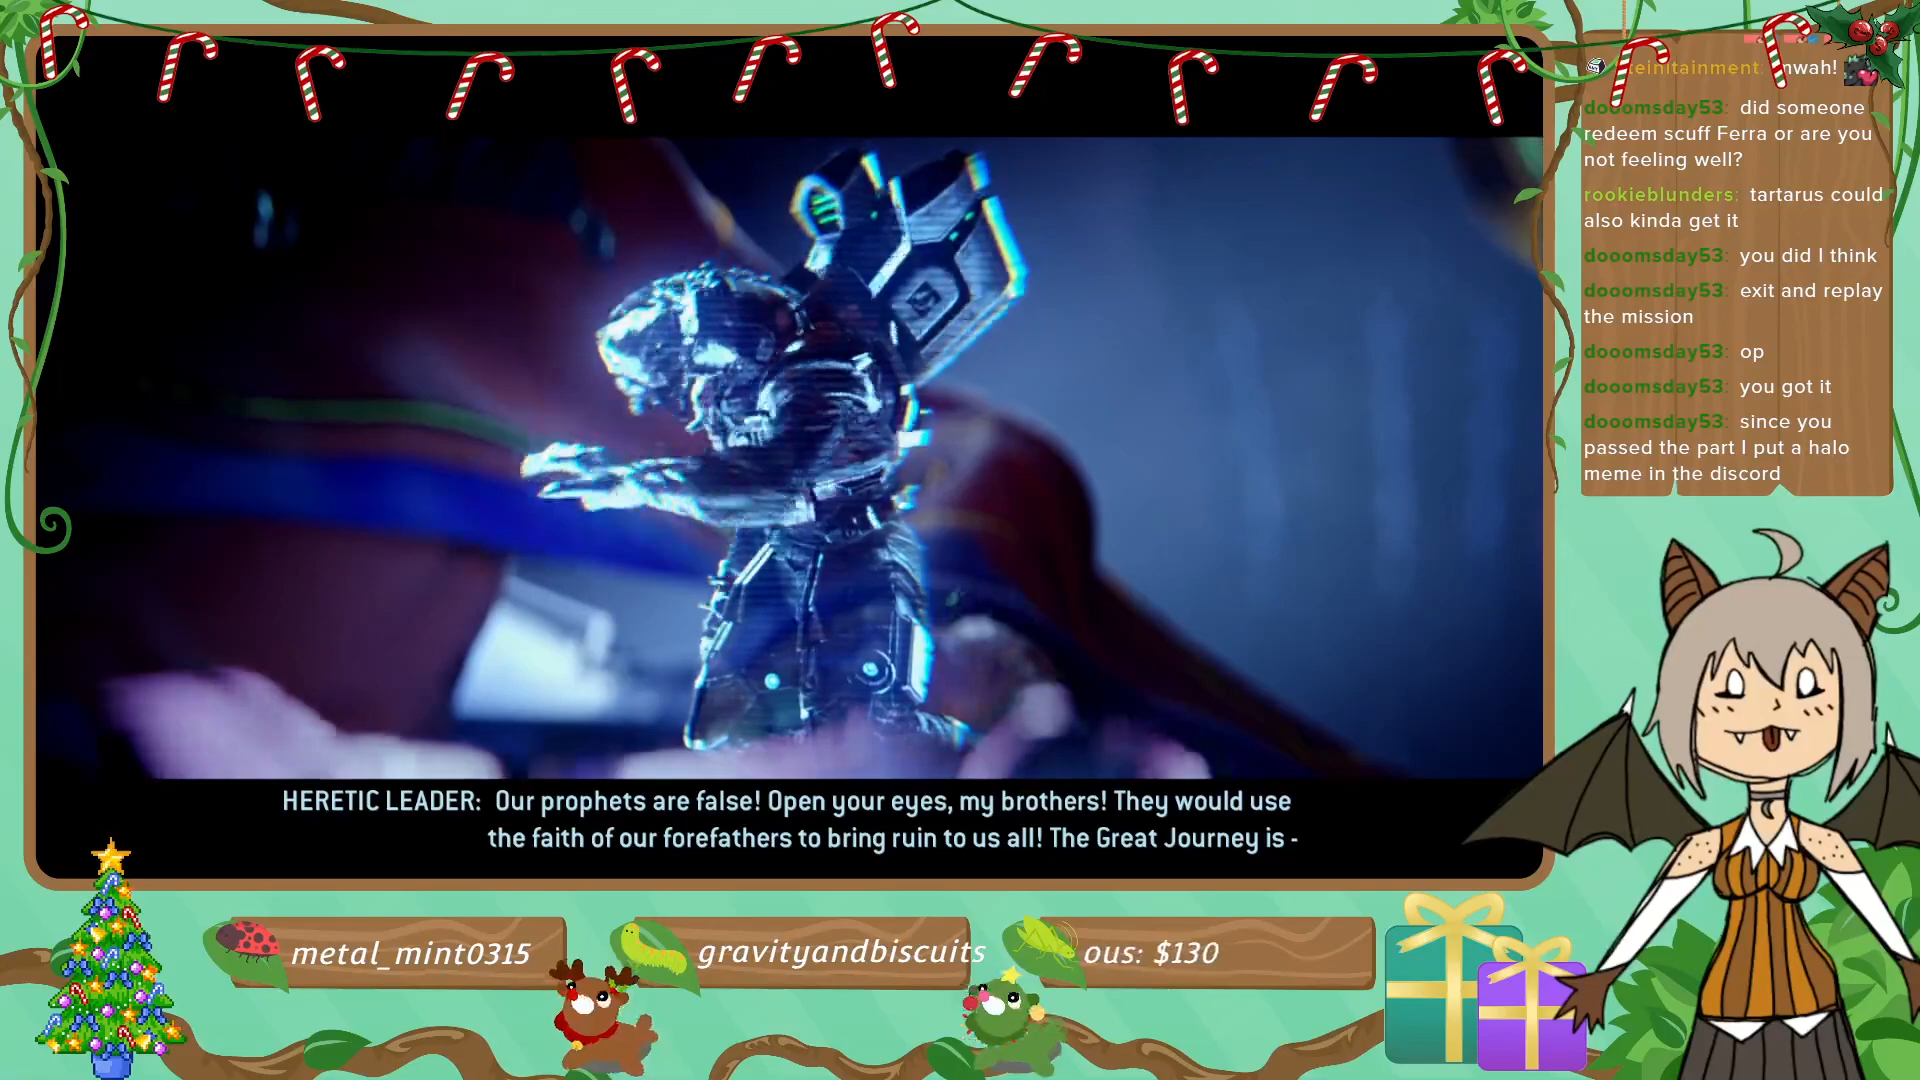 teinitainment: mwah!
dooomsday53: did someone
redeem scuff Ferra or are you
not feeling well?
rookieblunders: tartarus could
also kinda get it
dooomsday53: you did I think
dooomsday53: exit and replay
the mission
dooomsday53: op
dooomsday53: you got it
dooomsday53: since you
passed the part I put a halo
meme in the discord
HERETIC LEADER: Our prophets are false! Open your eyes, my brothers! They would use
the faith of our forefathers to bring ruin to us all! The Great Journey is -
metal_mint0315
gravityandbiscuits
ous: $130